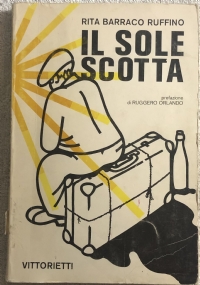 RITA BARRACO RUFFINO
IL SOLE
SCOTTA
prefazione
di RUGGERO ORLANDO
VITTORIETTI